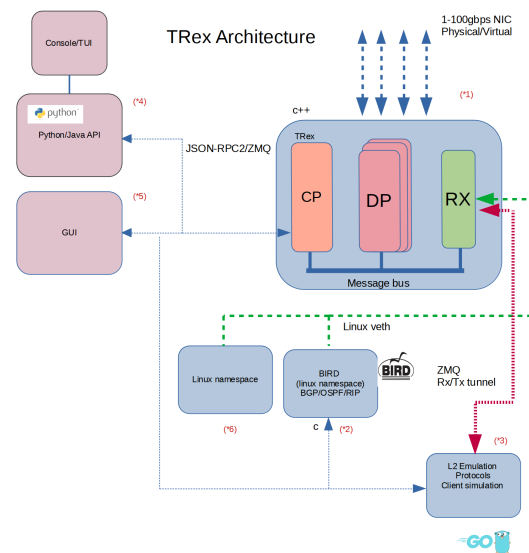 Console/TUI
TRex Architecture
1-100gbps NIC
Physical/Virtual
python
Python/Java API
(*4)
(*1)
c++
TRex
JSON-RPC2/ZMQ
CP
DP
RX
(*5)
GUI
Message bus
Linux veth
Linux namespace
BIRD
(linux namespace)
BGP/OSPF/RIP
BIRD
ZMQ
Rx/Tx tunnel
(*6)
c
(*2)
(*3)
L2 Emulation
Protocols
Client simulation
GO